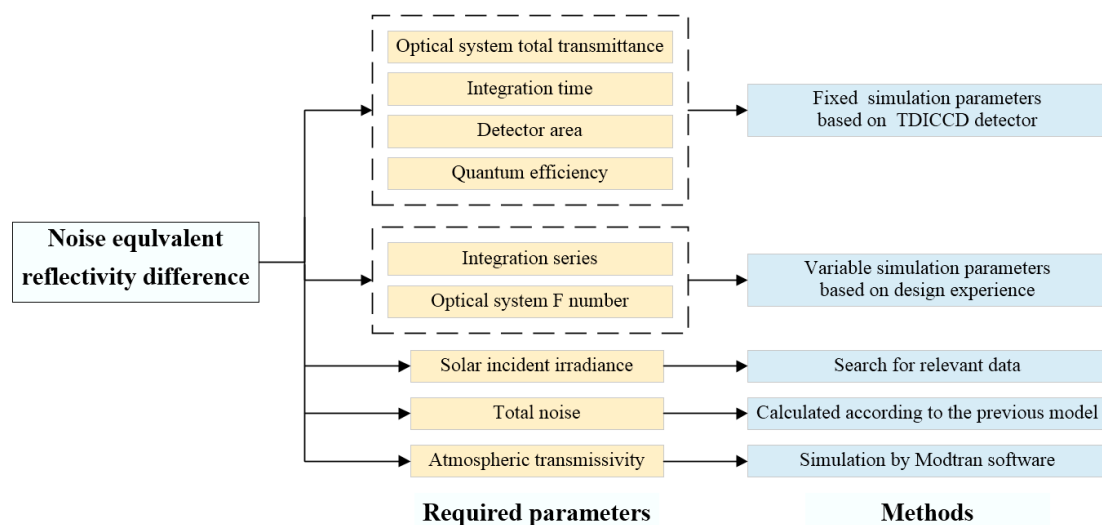 Noise equlvalent
reflectivity difference
Optical system total transmittance
Integration time
Detector area
Quantum efficiency
Fixed simulation parameters
based on TDICCD detector
Integration series
Optical system F number
Variable simulation parameters
based on design experience
Solar incident irradiance
Search for relevant data
Total noise
Calculated according to the previous model
Atmospheric transmissivity
Simulation by Modtran software
Required parameters
Methods